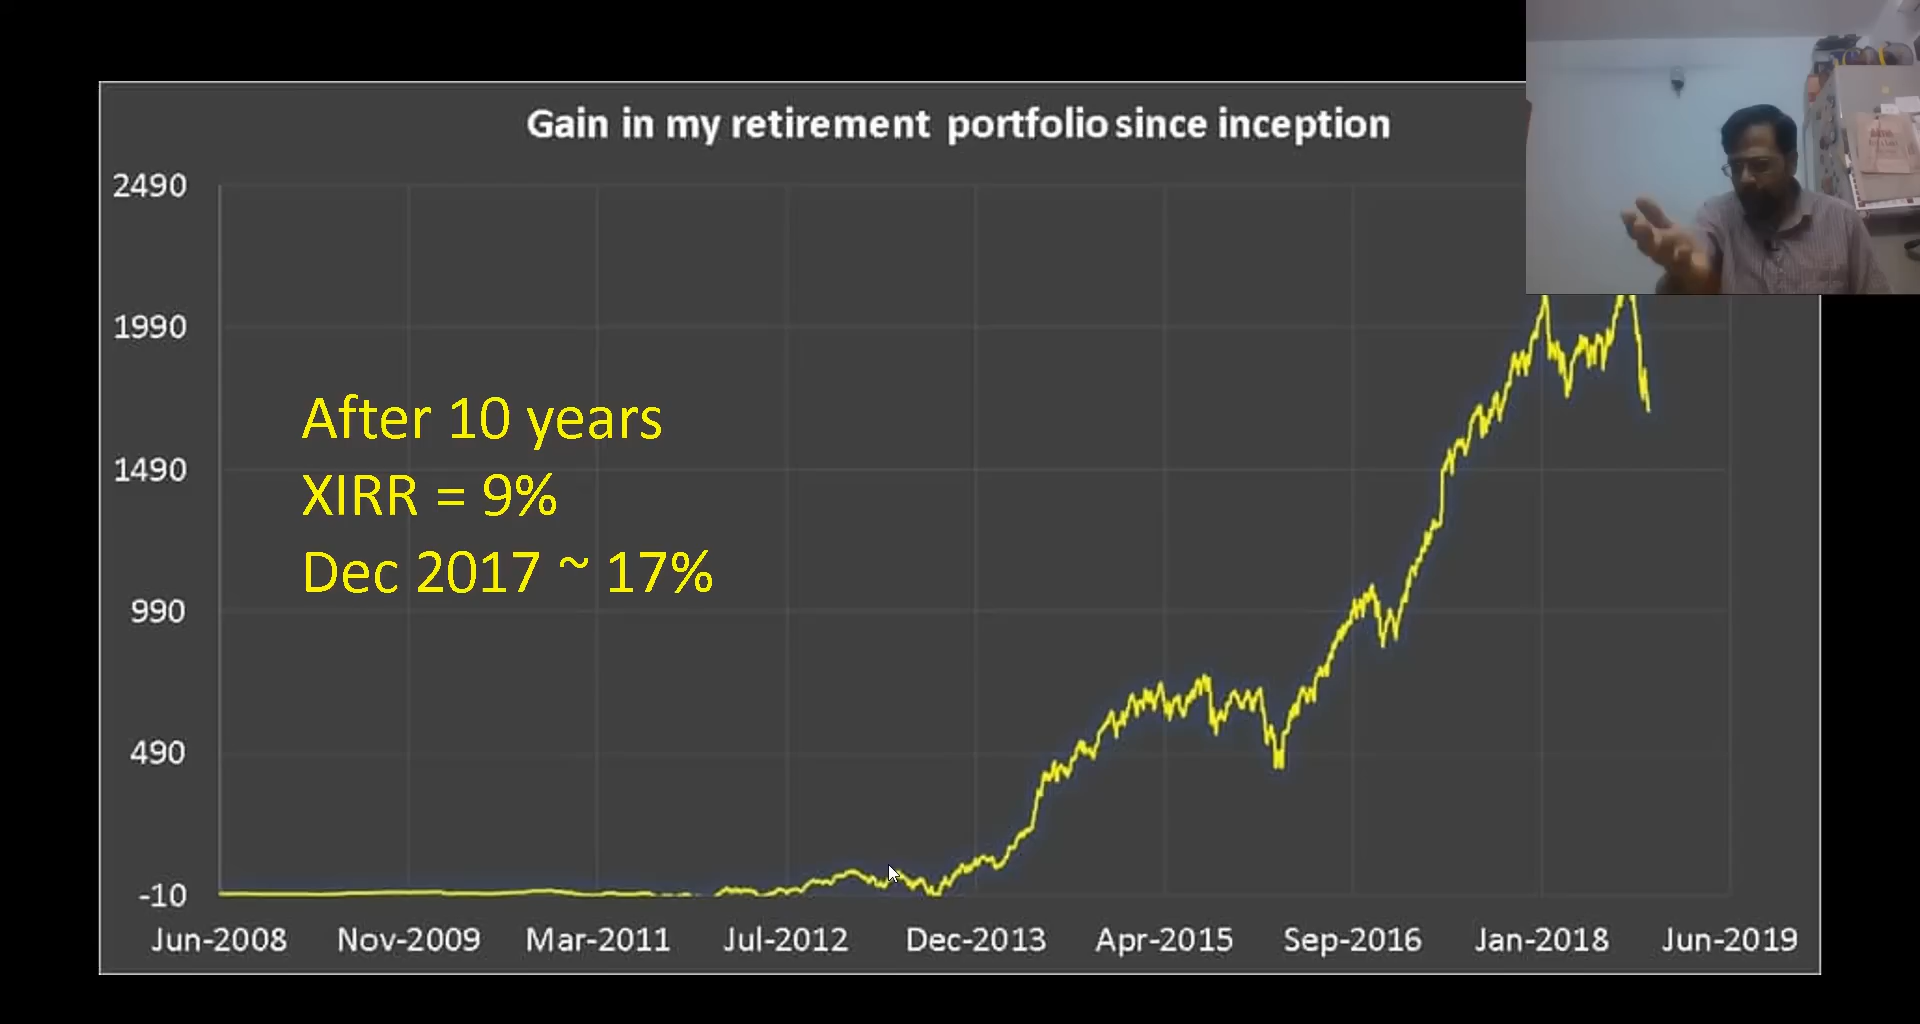 Gain in my retirement portfolio since inception
2490
1990
1490
990
490
-10
After 10 years
XIRR = 9%
Dec 2017 ~ 17%
Jun-2008 Nov-2009 Mar-2011 Jul-2012 Dec-2013 Apr-2015 Sep-2016 Jan-2018 Jun-2019